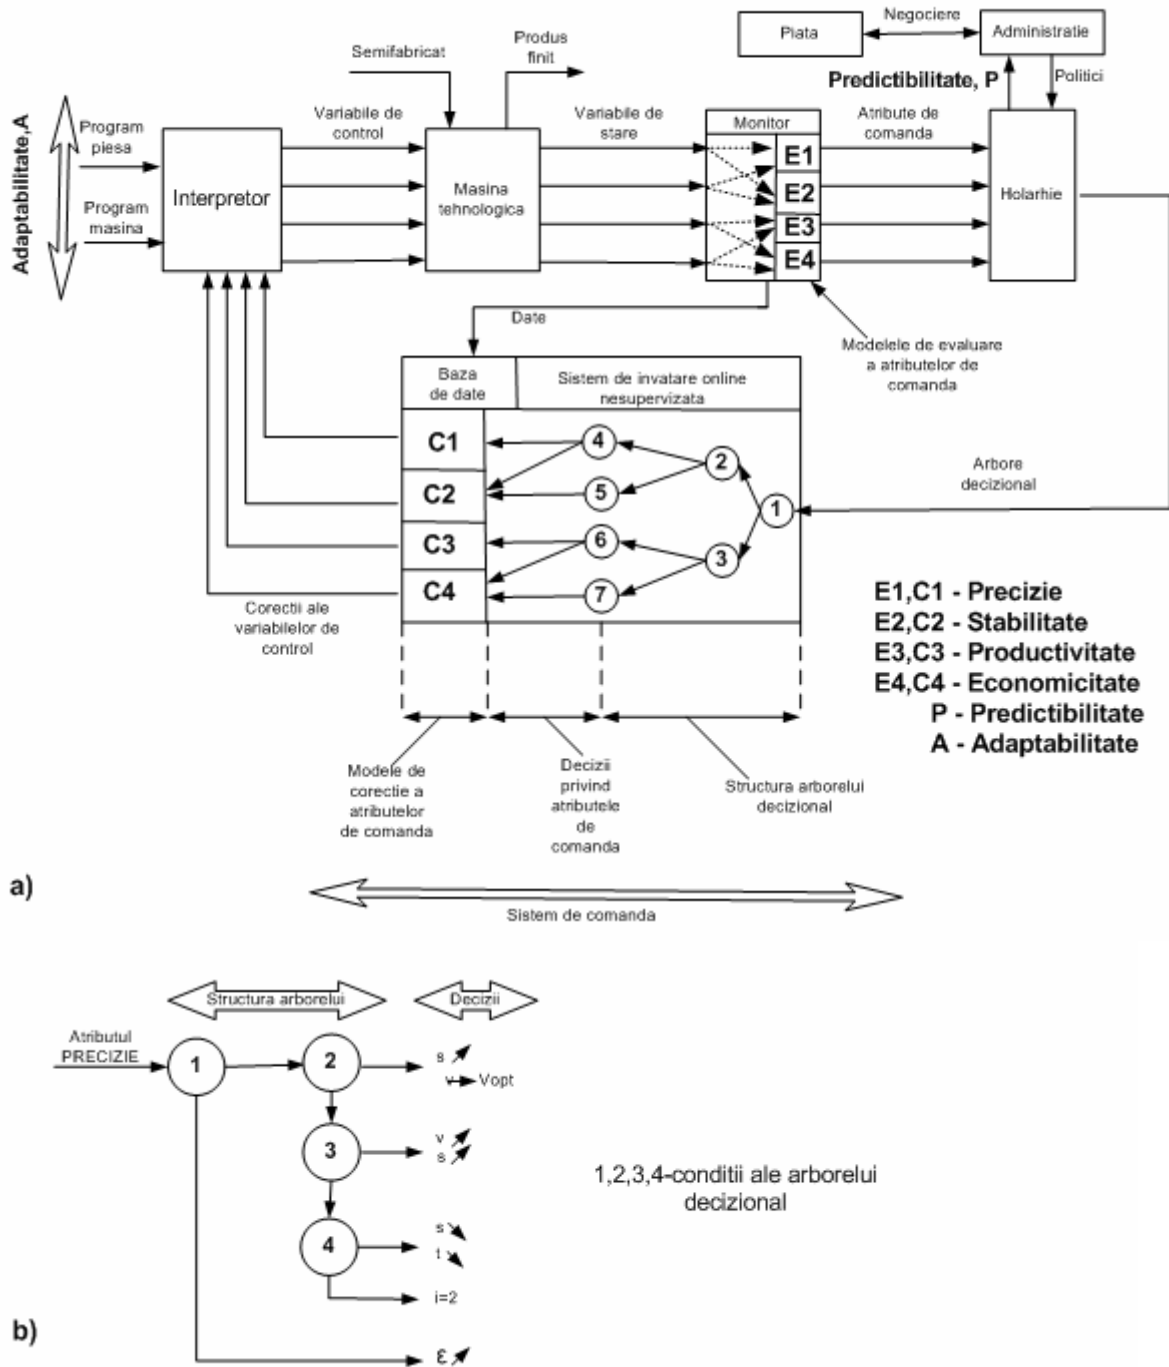 Negociere
Piata
Administratie
Produs
finit
Semifabricat
Predictibilitate, P
Politici
Adaptabilitate,A
Program
piesa
Variabile de
control
Variabile de
stare
Monitor
Atribute de
comanda
E1
Interpretor
Masina
tehnologica
E2
Holarhie
Program
masina
E3
E4
Date
Modelele de evaluare
a atributelor de
comanda
Baza
de date
Sistem de invatare online
nesupervizata
C1
4
2
C2
5
1
Arbore
decizional
C3
6
3
C4
7
Corectii ale
variabilelor de
control
E1,C1 - Precizie
E2,C2 - Stabilitate
E3,C3 - Productivitate
E4,C4 - Economicitate
P - Predictibilitate
A - Adaptabilitate
Modele de
corectie a
atributelor
de comanda
Decizii
privind
atributele
de
comanda
Structura arborelui
decizional
a)
Sistem de comanda
Structura arborelui
Decizii
Atributul
PRECIZIE
1
2
s
v Vopt
3
v
s
1,2,3,4-conditii ale arborelui
decizional
4
s
t
i=2
b)
ε